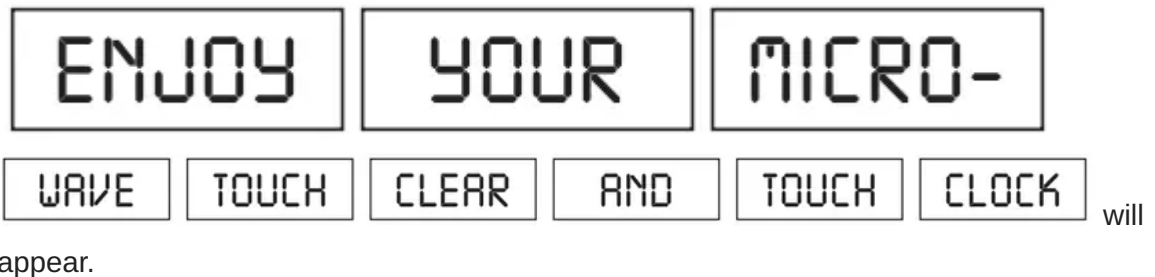 ENJOY YOUR MICRO-
WAVE TOUCH CLEAR AND TOUCH CLOCK will
appear.